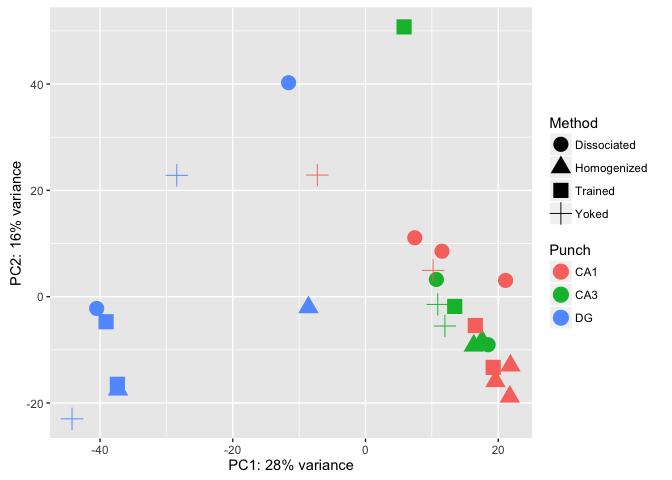 40
20
0
-20
-40
-20
0
20
PC1: 28% variance
PC2: 16% variance
Method
Dissociated
Homogenized
Trained
Yoked
Punch
CA1
CA3
DG